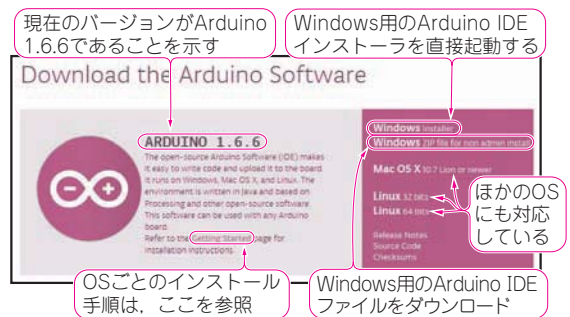 現在のバージョンがArduino
1.6.6であることを示す
Windows用のArduino IDE
インストーラを直接起動する
Download the Arduino Software
ARDUINO 1.6.6
The open-source Arduino Software (IDE) makes
it easy to write code and upload it to the board.
It runs on Windows, Mac OS X, and Linux. The
environment is written in Java and based on
Processing and other open-source software.
This software can be used with any Arduino
board.
Refer to the Getting Started page for
Installation instructions.
Windows Installer
Windows ZIP file for non admin install
Mac OS X 10.7 Lion or newer
Linux 32 bits
Linux 64 bits
Release Notes
Source Code
Checksums
ほかのOS
にも対応
している
OSごとのインストール
手順は，ここを参照
Windows用のArduino IDE
ファイルをダウンロード